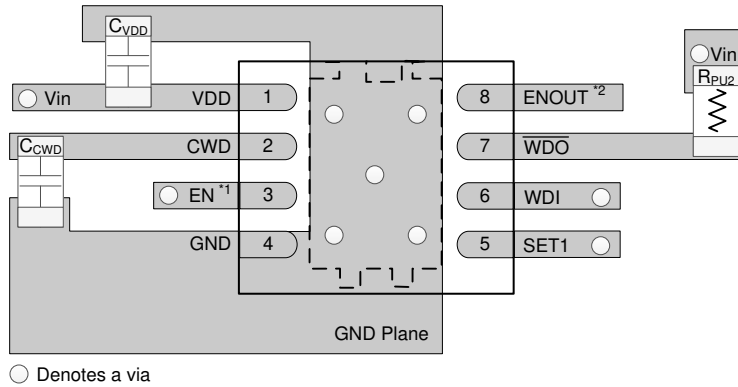 CVDD
Vin
Vin
RPU2
VDD 1
8 ENOUT *2
CCWD
CWD 2
7 WDO
EN *1 3
6 WDI
GND 4
5 SET1
GND Plane
Denotes a via